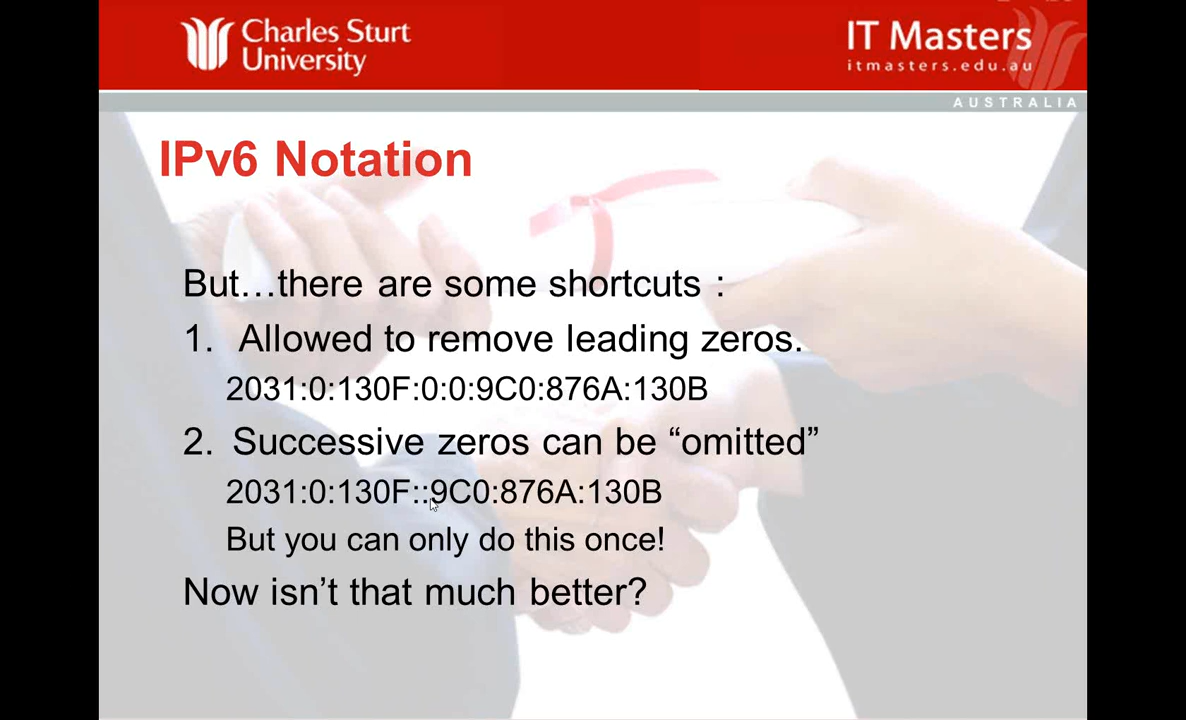 Charles Sturt
University
IT Masters
itmasters.edu.au
AUSTRALIA
IPv6 Notation
But…there are some shortcuts :
1. Allowed to remove leading zeros.
2031:0:130F:0:0:9C0:876A:130B
2. Successive zeros can be “omitted”
2031:0:130F::9C0:876A:130B
But you can only do this once!
Now isn’t that much better?